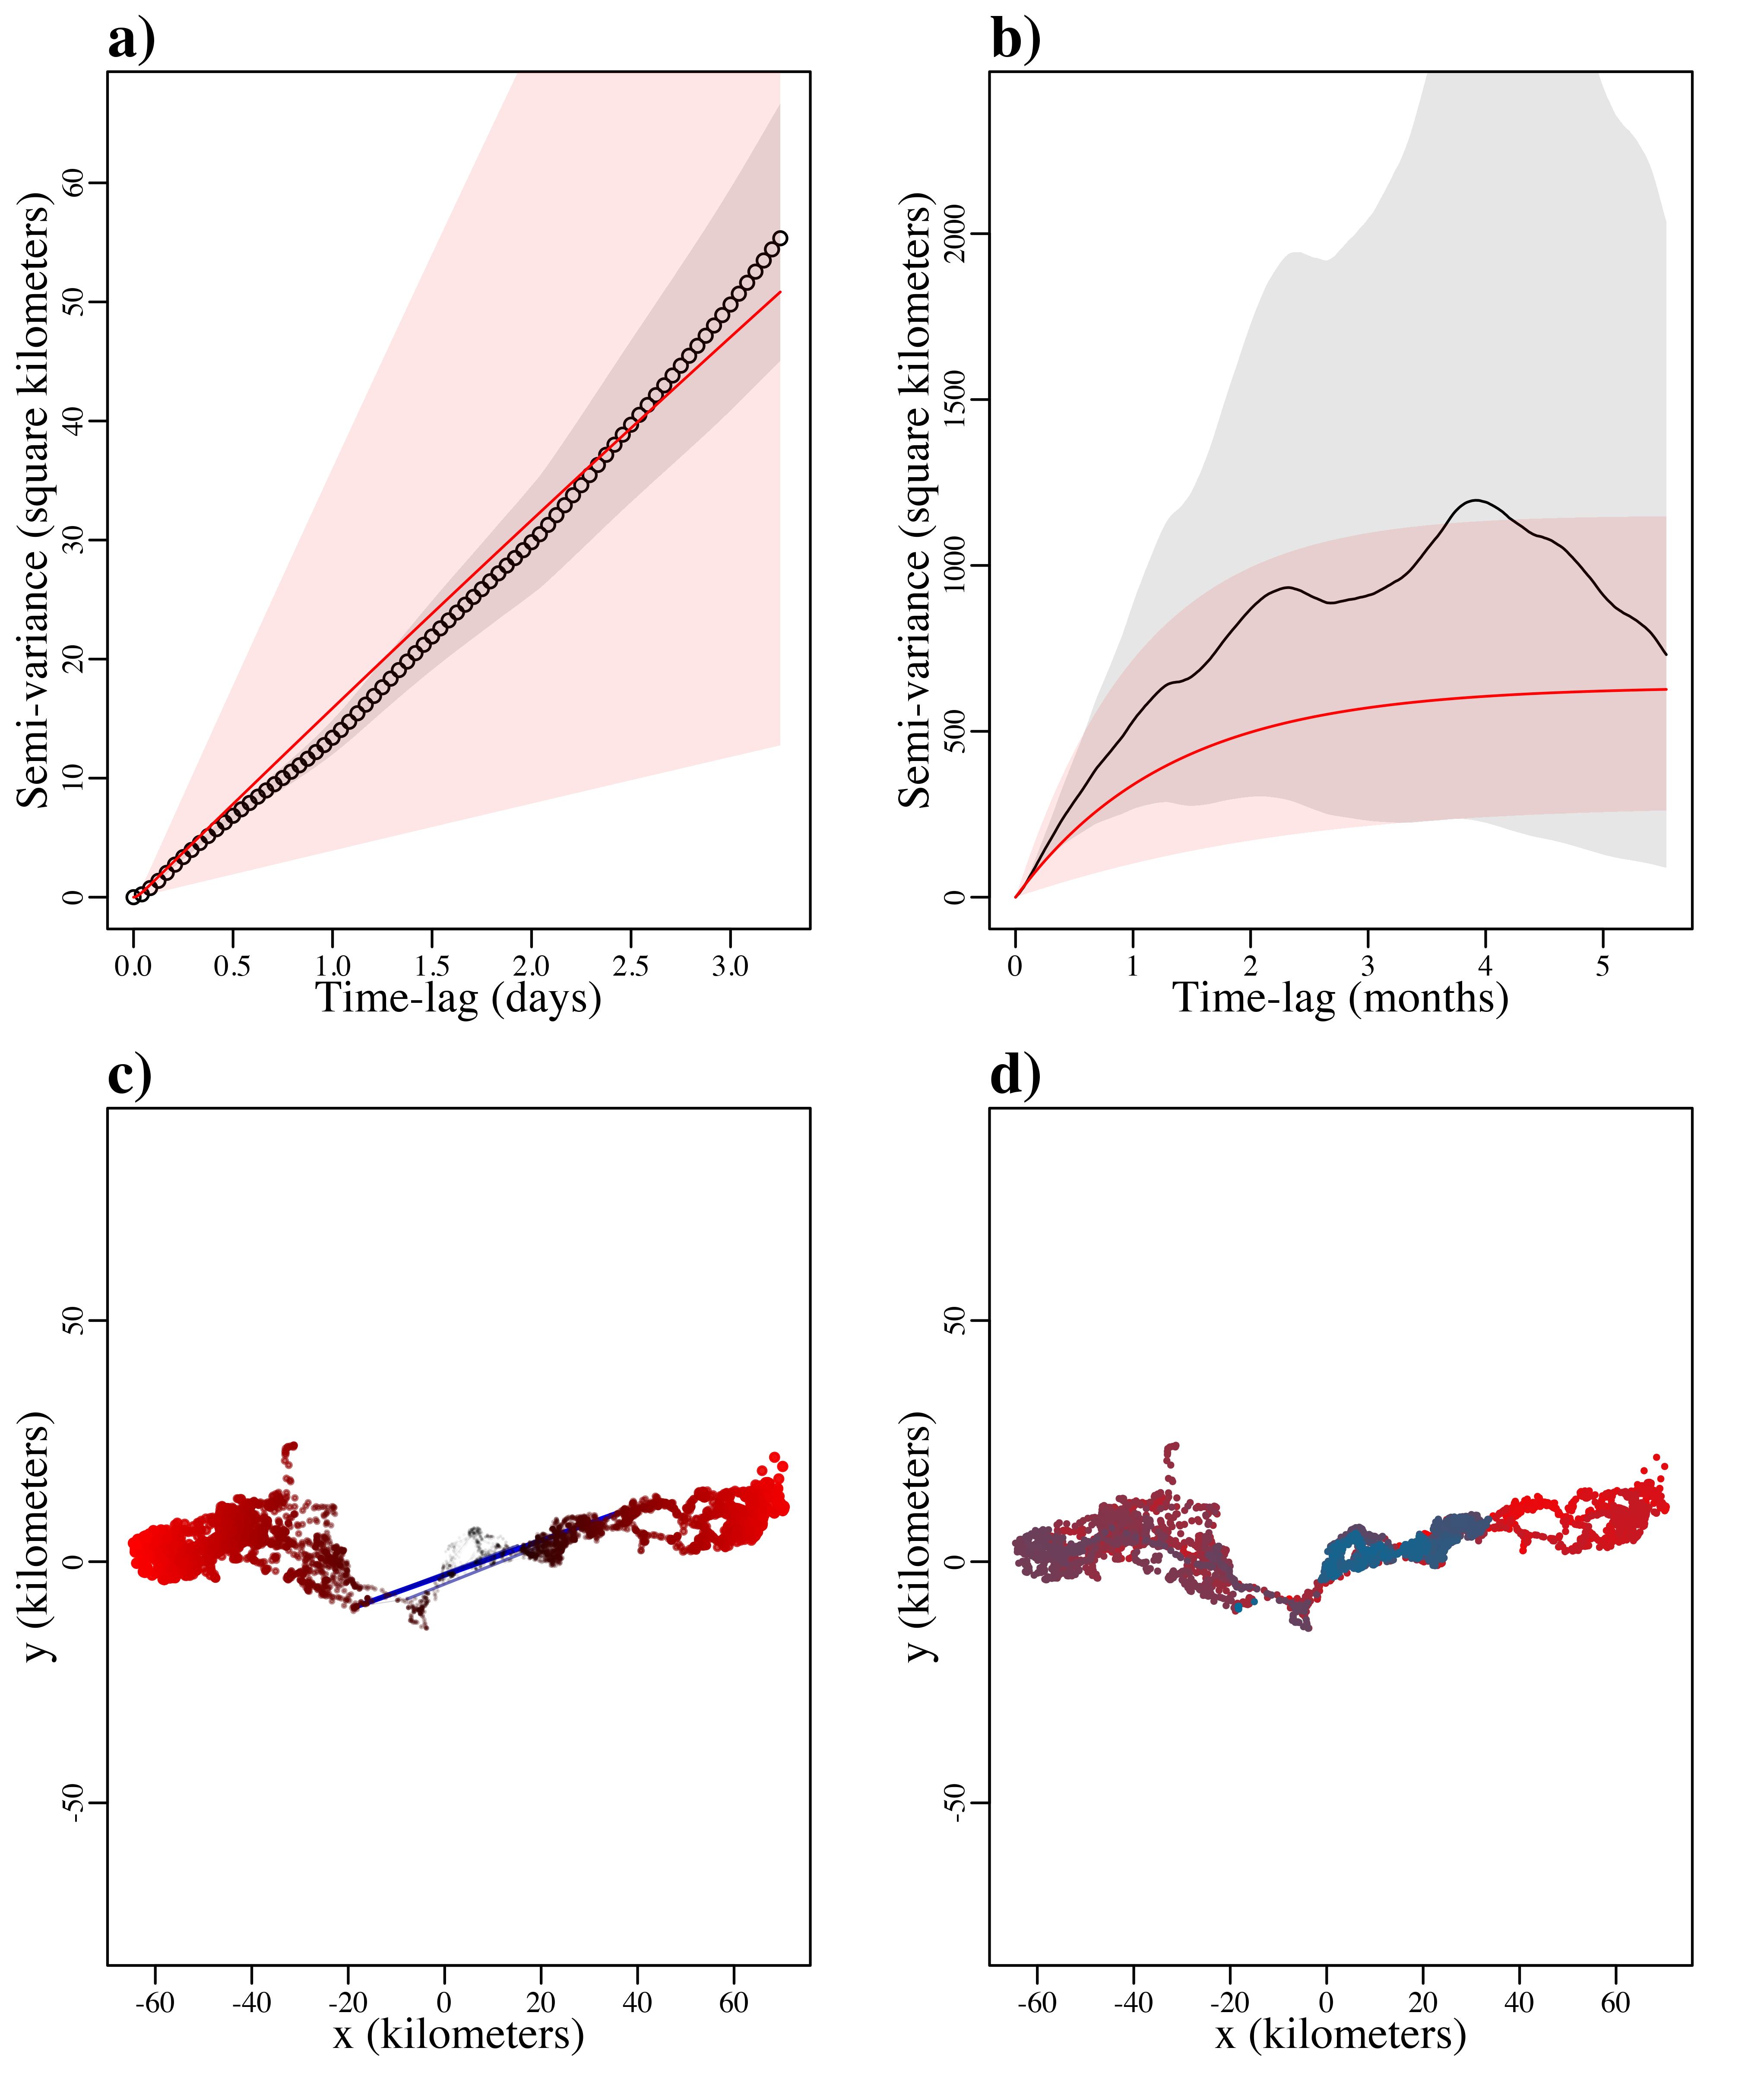 a)
Semi-variance (square kilometers)
60
50
40
30
20
10
0
0.0 0.5 1.0 1.5 2.0 2.5 3.0
Time-lag (days)
b)
Semi-variance (square kilometers)
2000
1500
1000
500
0
0 1 2 3 4 5
Time-lag (months)
c)
y (kilometers)
50
0
-50
-60 -40 -20 0 20 40 60
x (kilometers)
d)
y (kilometers)
50
0
-50
-60 -40 -20 0 20 40 60
x (kilometers)